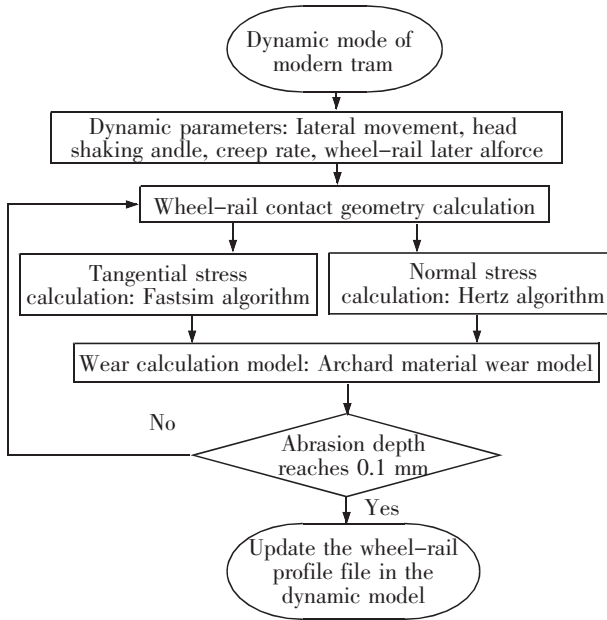 Dynamic mode of
modern tram
Dynamic parameters: lateral movement, head
shaking andle, creep rate, wheel-rail later alforce
Wheel-rail contact geometry calculation
Tangential stress
calculation: Fastsim algorithm
Normal stress
calculation: Hertz algorithm
Wear calculation model: Archard material wear model
No
Abrasion depth
reaches 0.1 mm
Yes
Update the wheel-rail
profile file in the
dynamic model